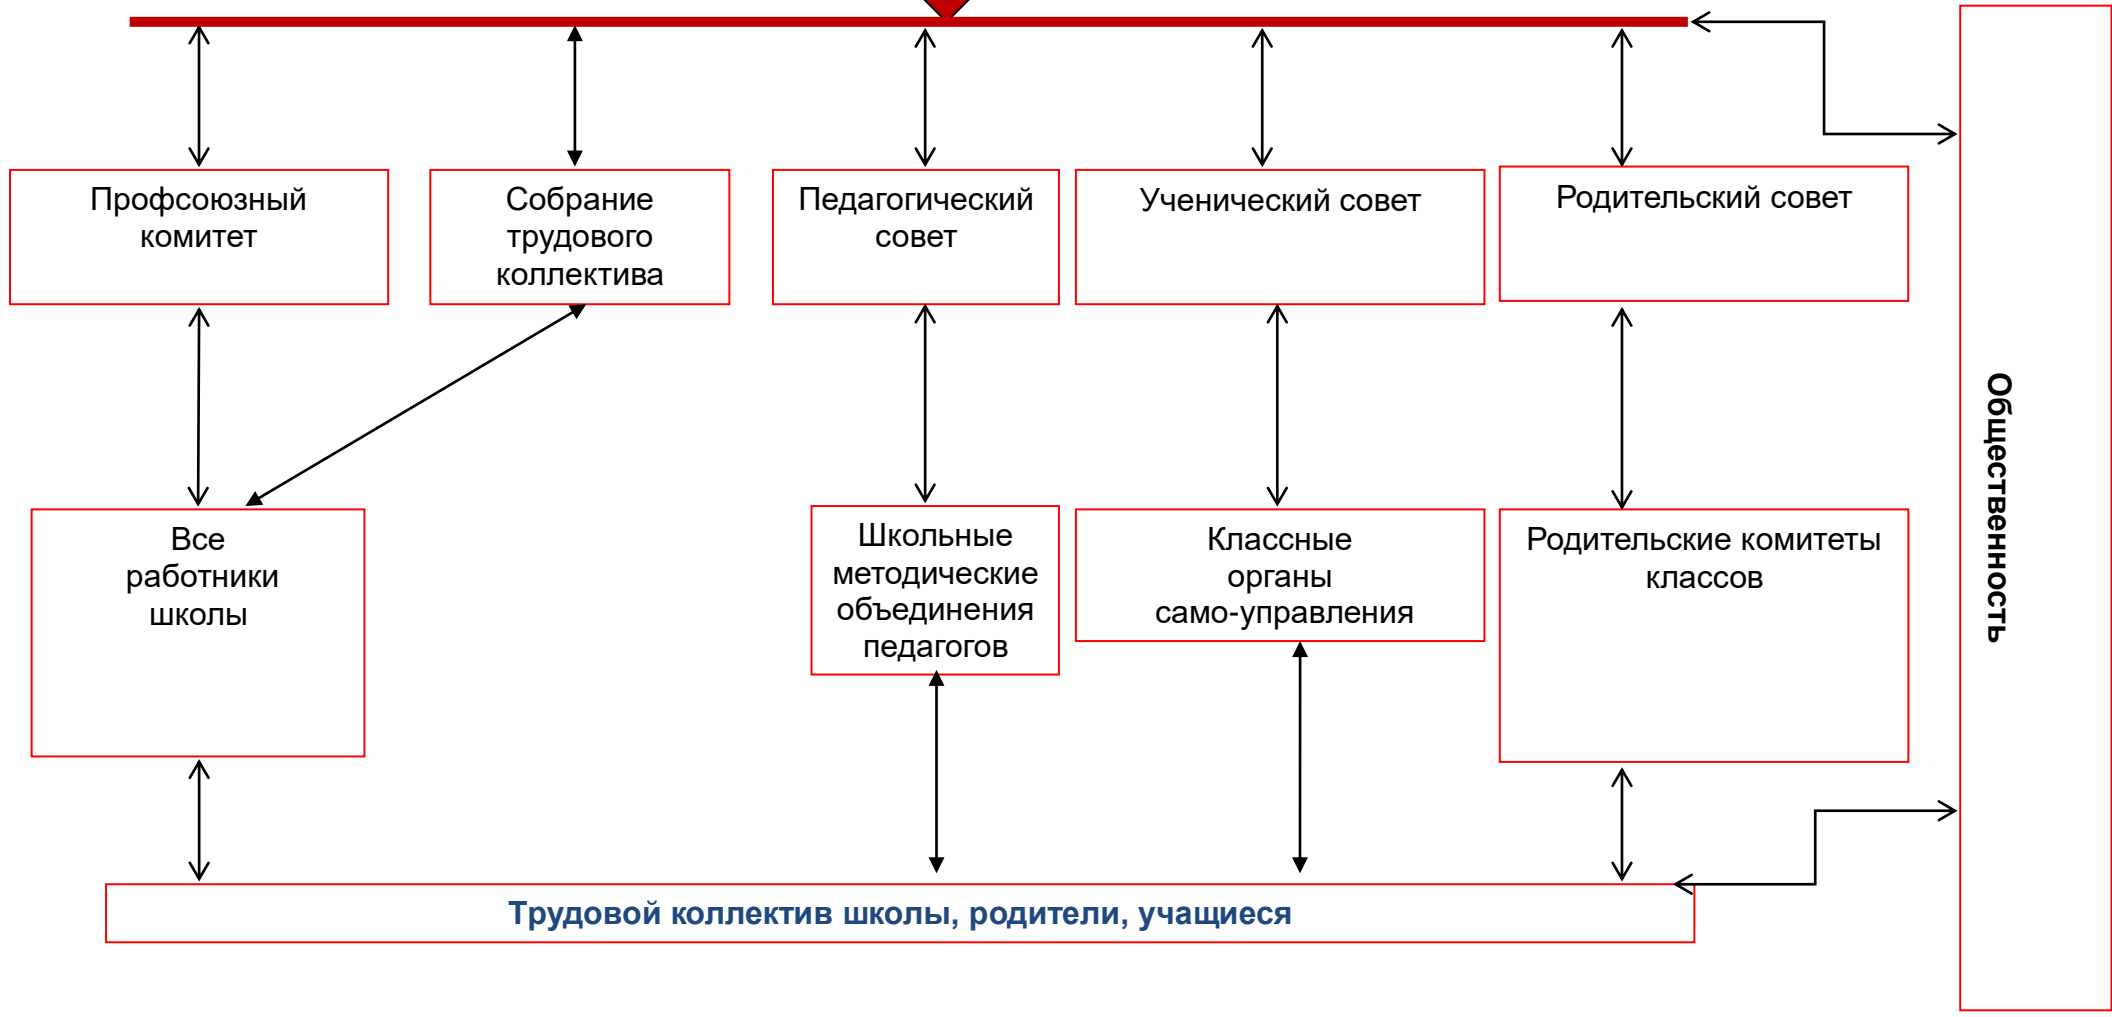 Профсоюзный
комитет
Собрание
трудового
коллектива
Педагогический
совет
Ученический совет
Родительский совет
Все
работники
школы
Школьные
методические
объединения
педагогов
Классные
органы
само-управления
Родительские комитеты
классов
Общественность
Трудовой коллектив школы, родители, учащиеся